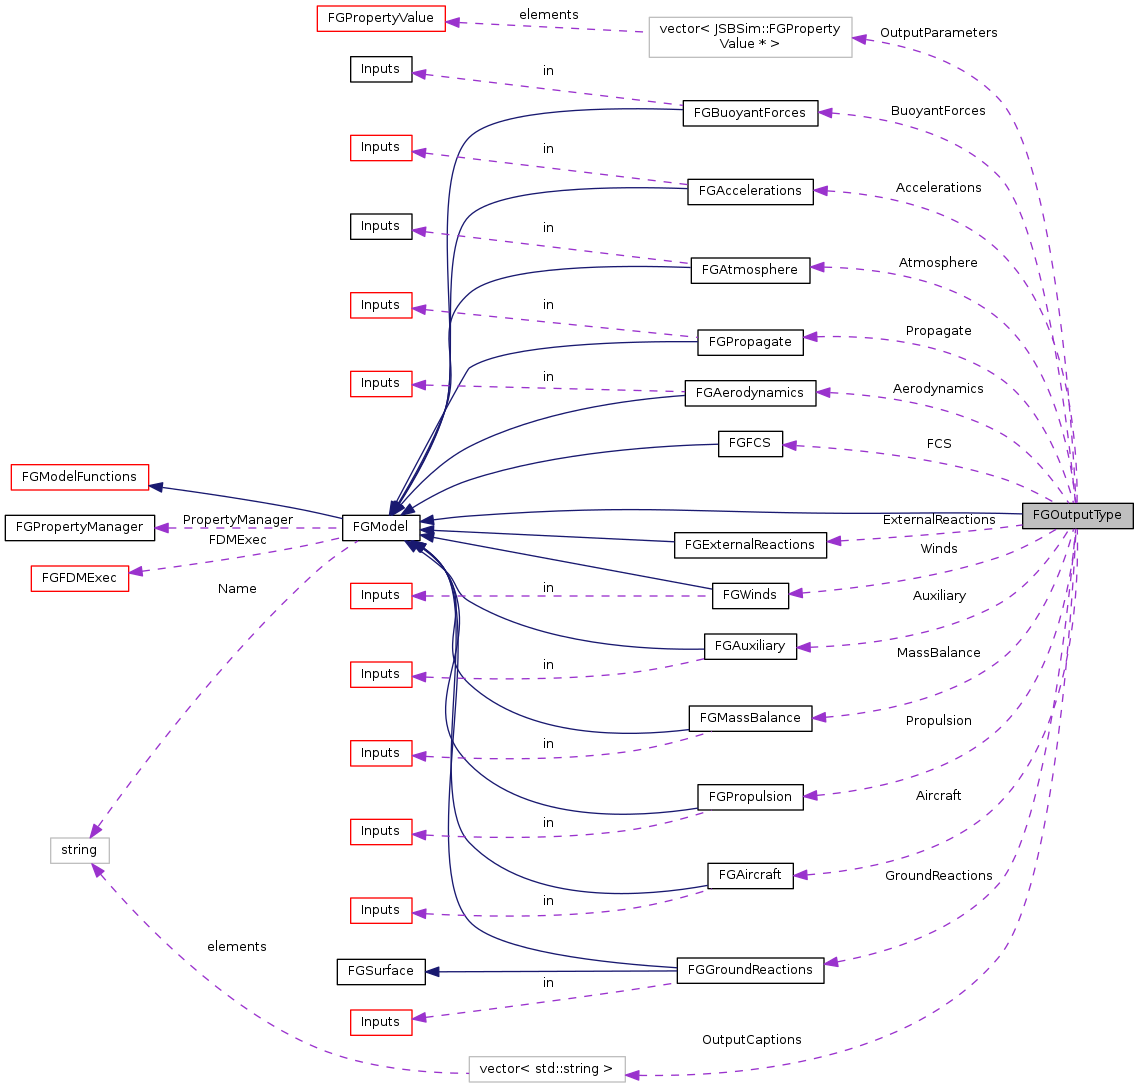 FGPropertyValue
elements
vector< JSBSim::FGProperty
Value * >
OutputParameters
Inputs
in
FGBuoyantForces
BuoyantForces
Inputs
in
FGAccelerations
Accelerations
Inputs
in
FGAtmosphere
Atmosphere
Inputs
in
FGPropagate
Propagate
Inputs
in
FGAerodynamics
Aerodynamics
FGFCS
FCS
FGModelFunctions
FGPropertyManager
PropertyManager
FGModel
FGOutputType
FDMExec
FGExternalReactions
ExternalReactions
FGFDMExec
Name
Inputs
in
FGWinds
Winds
Inputs
in
FGAuxiliary
Auxiliary
Inputs
in
FGMassBalance
MassBalance
Inputs
in
FGPropulsion
Propulsion
string
Inputs
in
FGAircraft
Aircraft
FGSurface
FGGroundReactions
GroundReactions
elements
Inputs
in
vector< std::string >
OutputCaptions